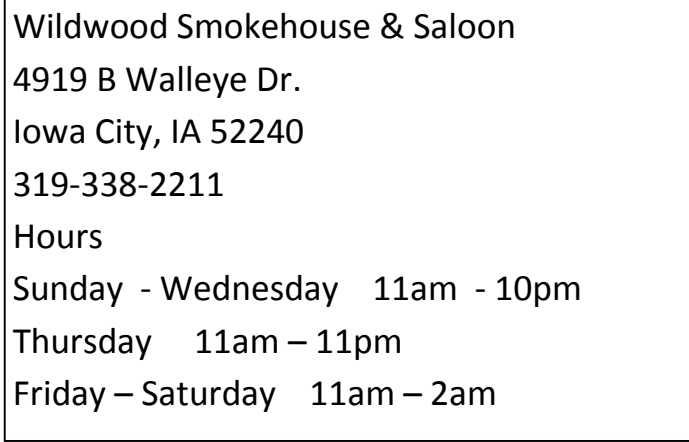 Wildwood Smokehouse & Saloon
4919 B Walleye Dr.
Iowa City, IA 52240
319-338-2211
Hours
Sunday  - Wednesday    11am  - 10pm
Thursday     11am – 11pm
Friday – Saturday    11am – 2am